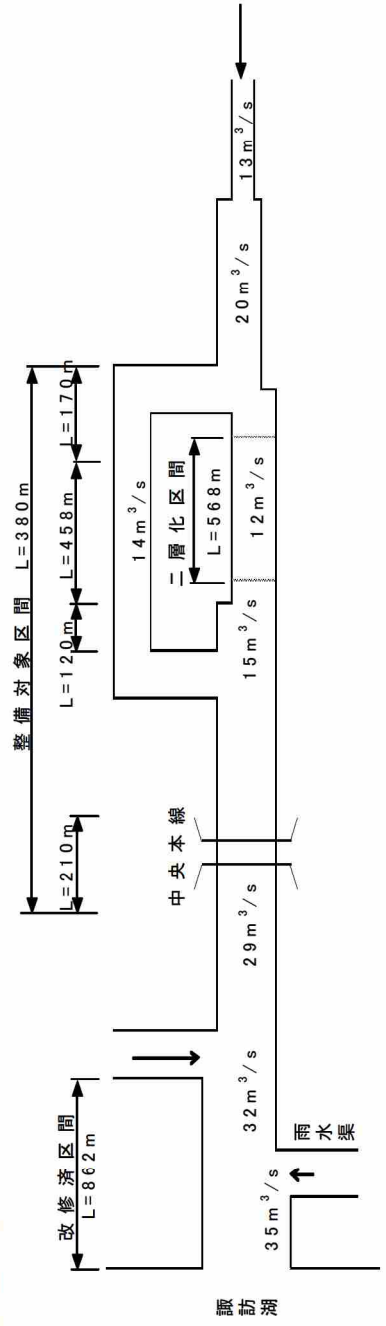 整備対象区間 L=380m
L=210m
L=120m
L=458m
L=170m
改修済区間
L=862m
中央本線
14m³/s
二層化区間
L=568m
諏訪湖
35m³/s
雨水渠
32m³/s
29m³/s
15m³/s
12m³/s
20m³/s
13m³/s